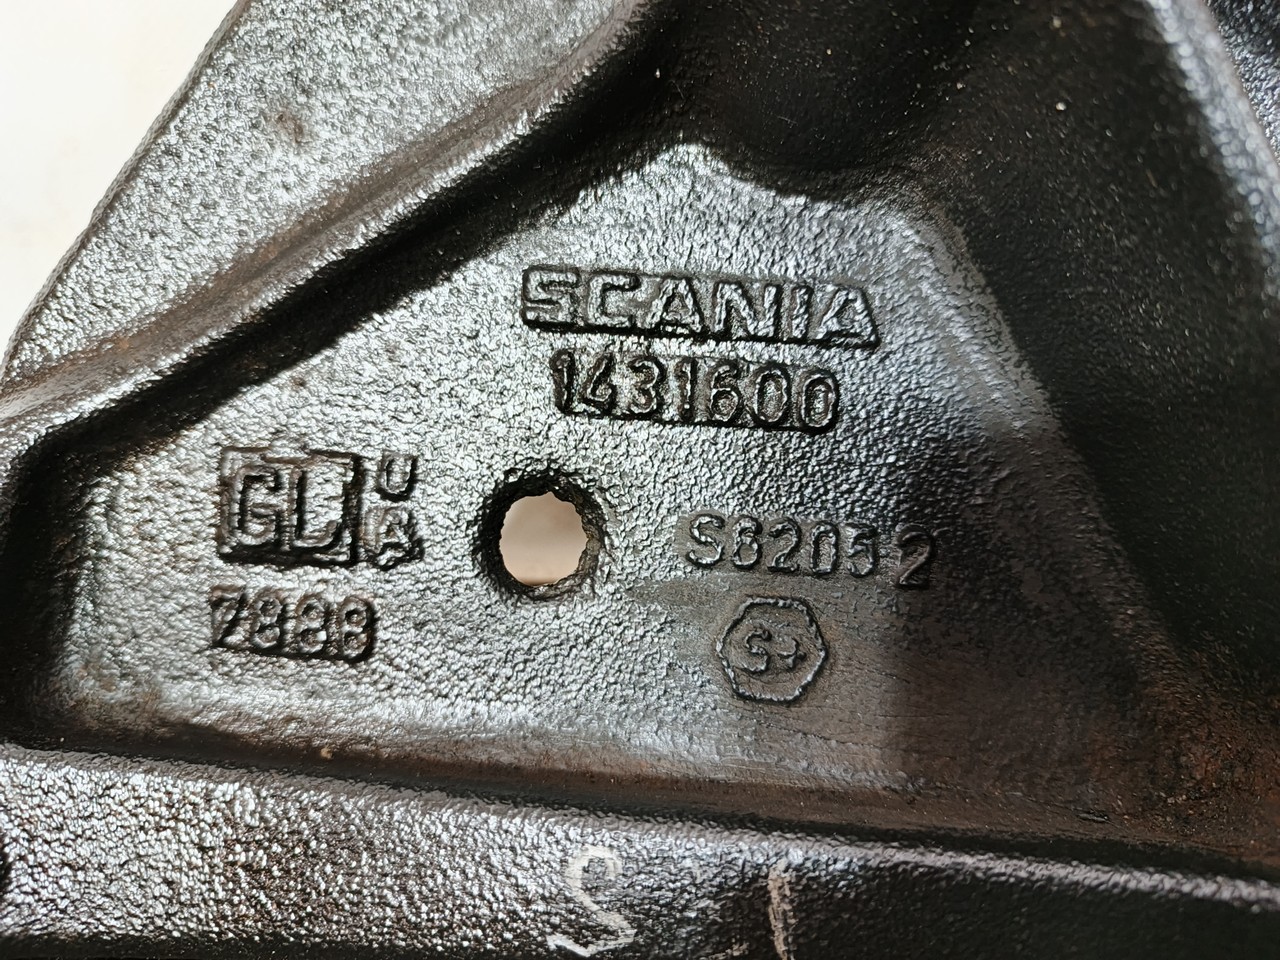 SCANIA
1431600
GL U A
7888
S8205 2
S